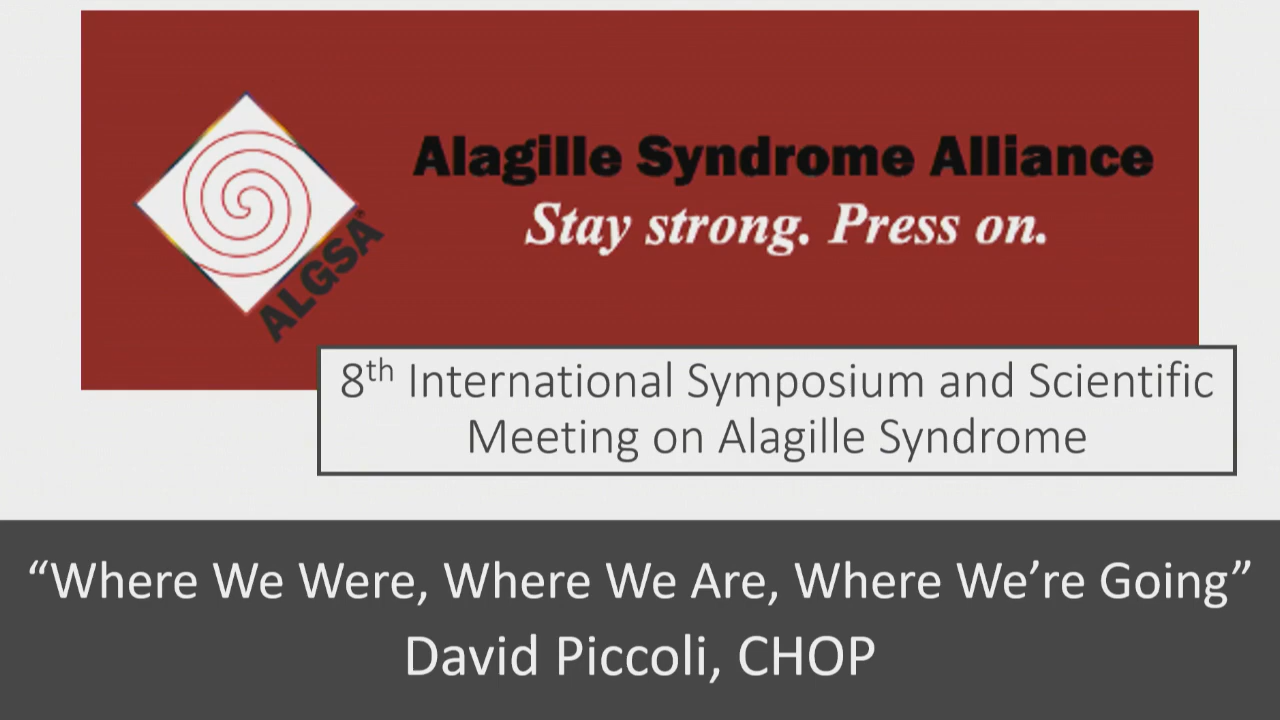 Alagille Syndrome Alliance
Stay strong. Press on.
ALGSA®
8th International Symposium and Scientific
Meeting on Alagille Syndrome
“Where We Were, Where We Are, Where We’re Going”
David Piccoli, CHOP